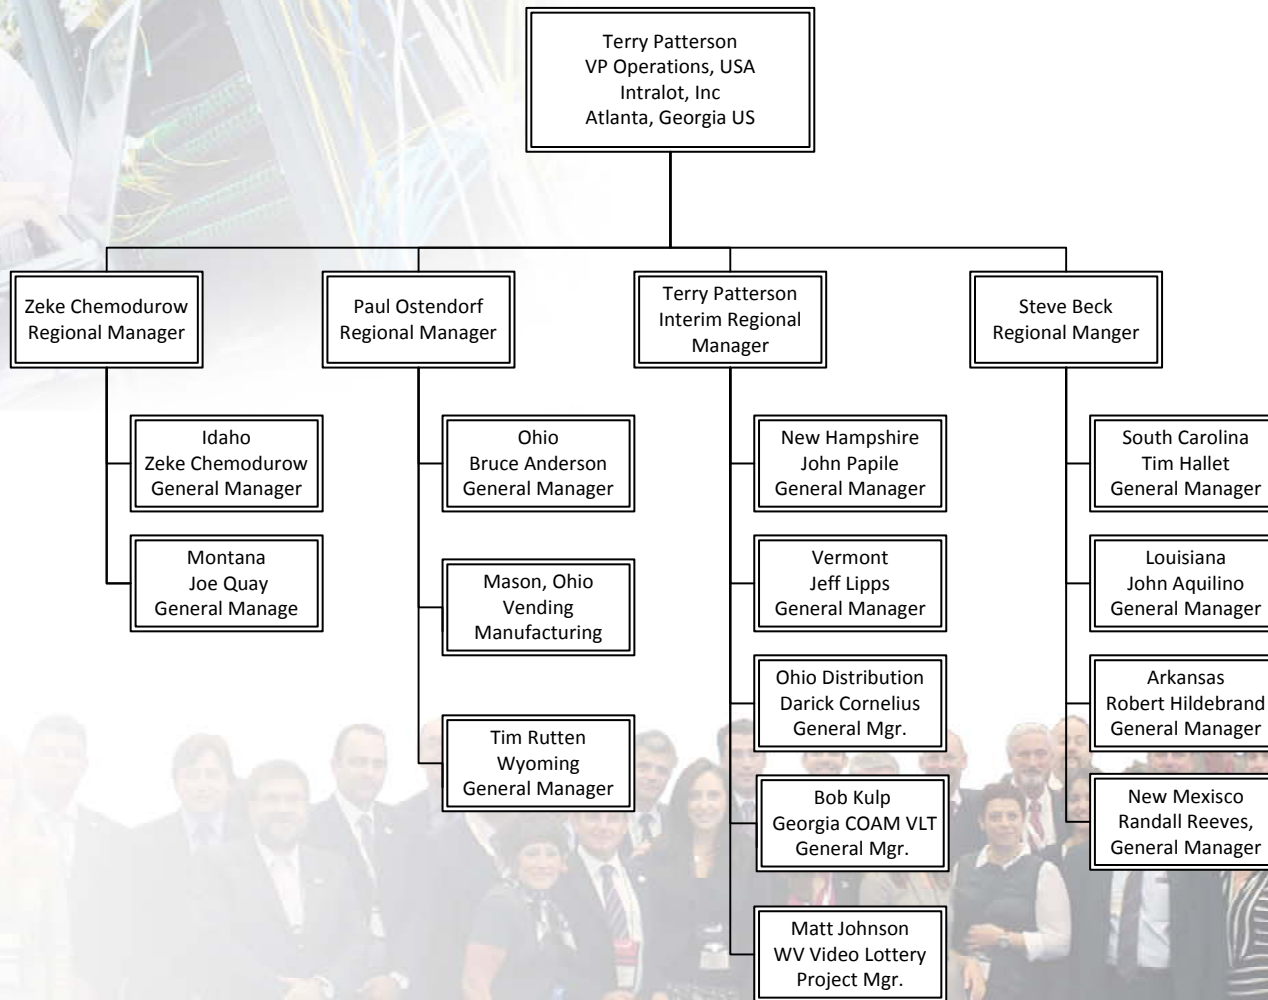 Terry Patterson
VP Operations, USA
Intralot, Inc
Atlanta, Georgia US
Zeke Chemodurow
Regional Manager
Paul Ostendorf
Regional Manager
Terry Patterson
Interim Regional
Manager
Steve Beck
Regional Manger
Idaho
Zeke Chemodurow
General Manager
Montana
Joe Quay
General Manage
Ohio
Bruce Anderson
General Manager
Mason, Ohio
Vending
Manufacturing
Tim Rutten
Wyoming
General Manager
New Hampshire
John Papile
General Manager
Vermont
Jeff Lipps
General Manager
Ohio Distribution
Darick Cornelius
General Mgr.
Bob Kulp
Georgia COAM VLT
General Mgr.
Matt Johnson
WV Video Lottery
Project Mgr.
South Carolina
Tim Hallet
General Manager
Louisiana
John Aquilino
General Manager
Arkansas
Robert Hildebrand
General Manager
New Mexisco
Randall Reeves,
General Manager